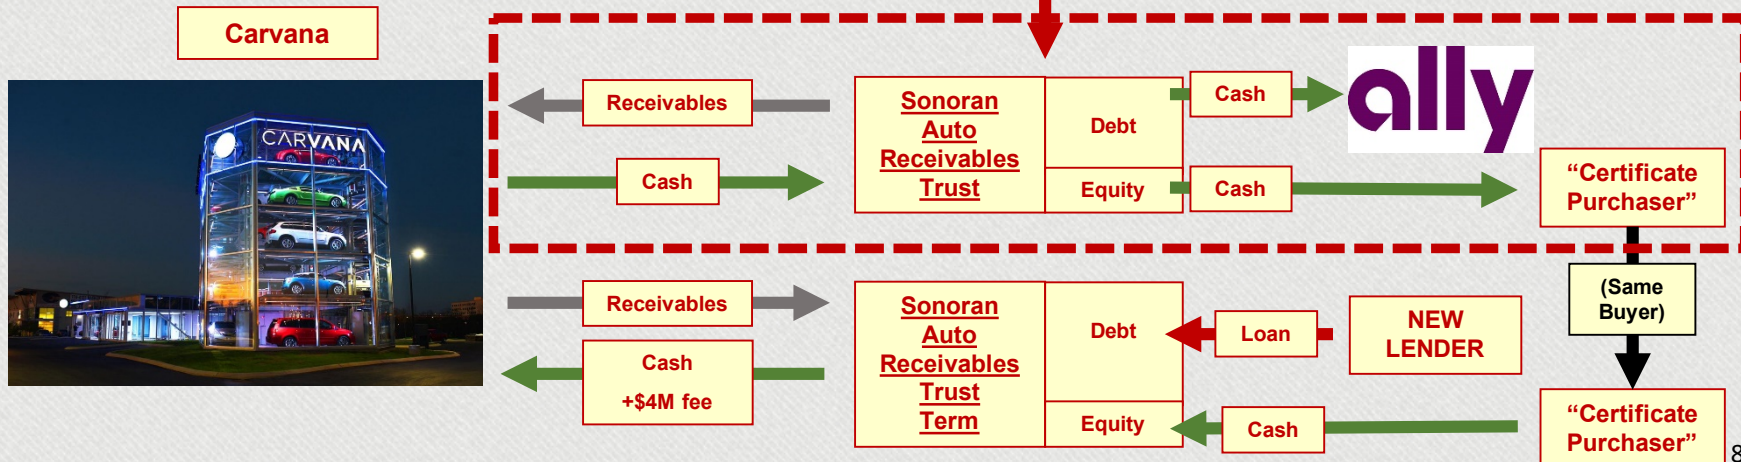 Carvana
CARVANA
Receivables
Cash
Sonoran
Auto
Receivables
Trust
Debt
Equity
Cash
Cash
ally
“Certificate
Purchaser”
(Same
Buyer)
Receivables
Cash
+$4M fee
Sonoran
Auto
Receivables
Trust
Term
Debt
Equity
Loan
NEW
LENDER
Cash
“Certificate
Purchaser”
8